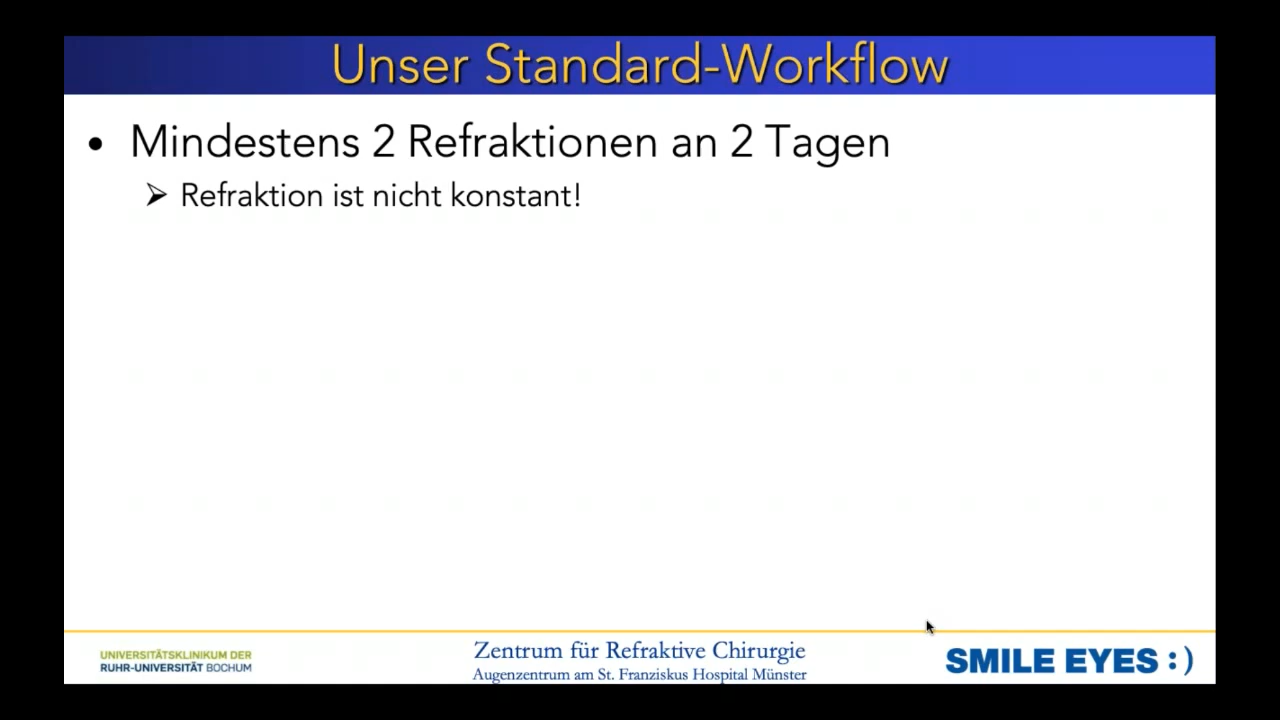 Unser Standard-Workflow
• Mindestens 2 Refraktionen an 2 Tagen
➢ Refraktion ist nicht konstant!
UNIVERSITÄTSKLINIKUM DER
RUHR-UNIVERSITÄT BOCHUM
Zentrum für Refraktive Chirurgie
Augenzentrum am St. Franziskus Hospital Münster
SMILE EYES :)